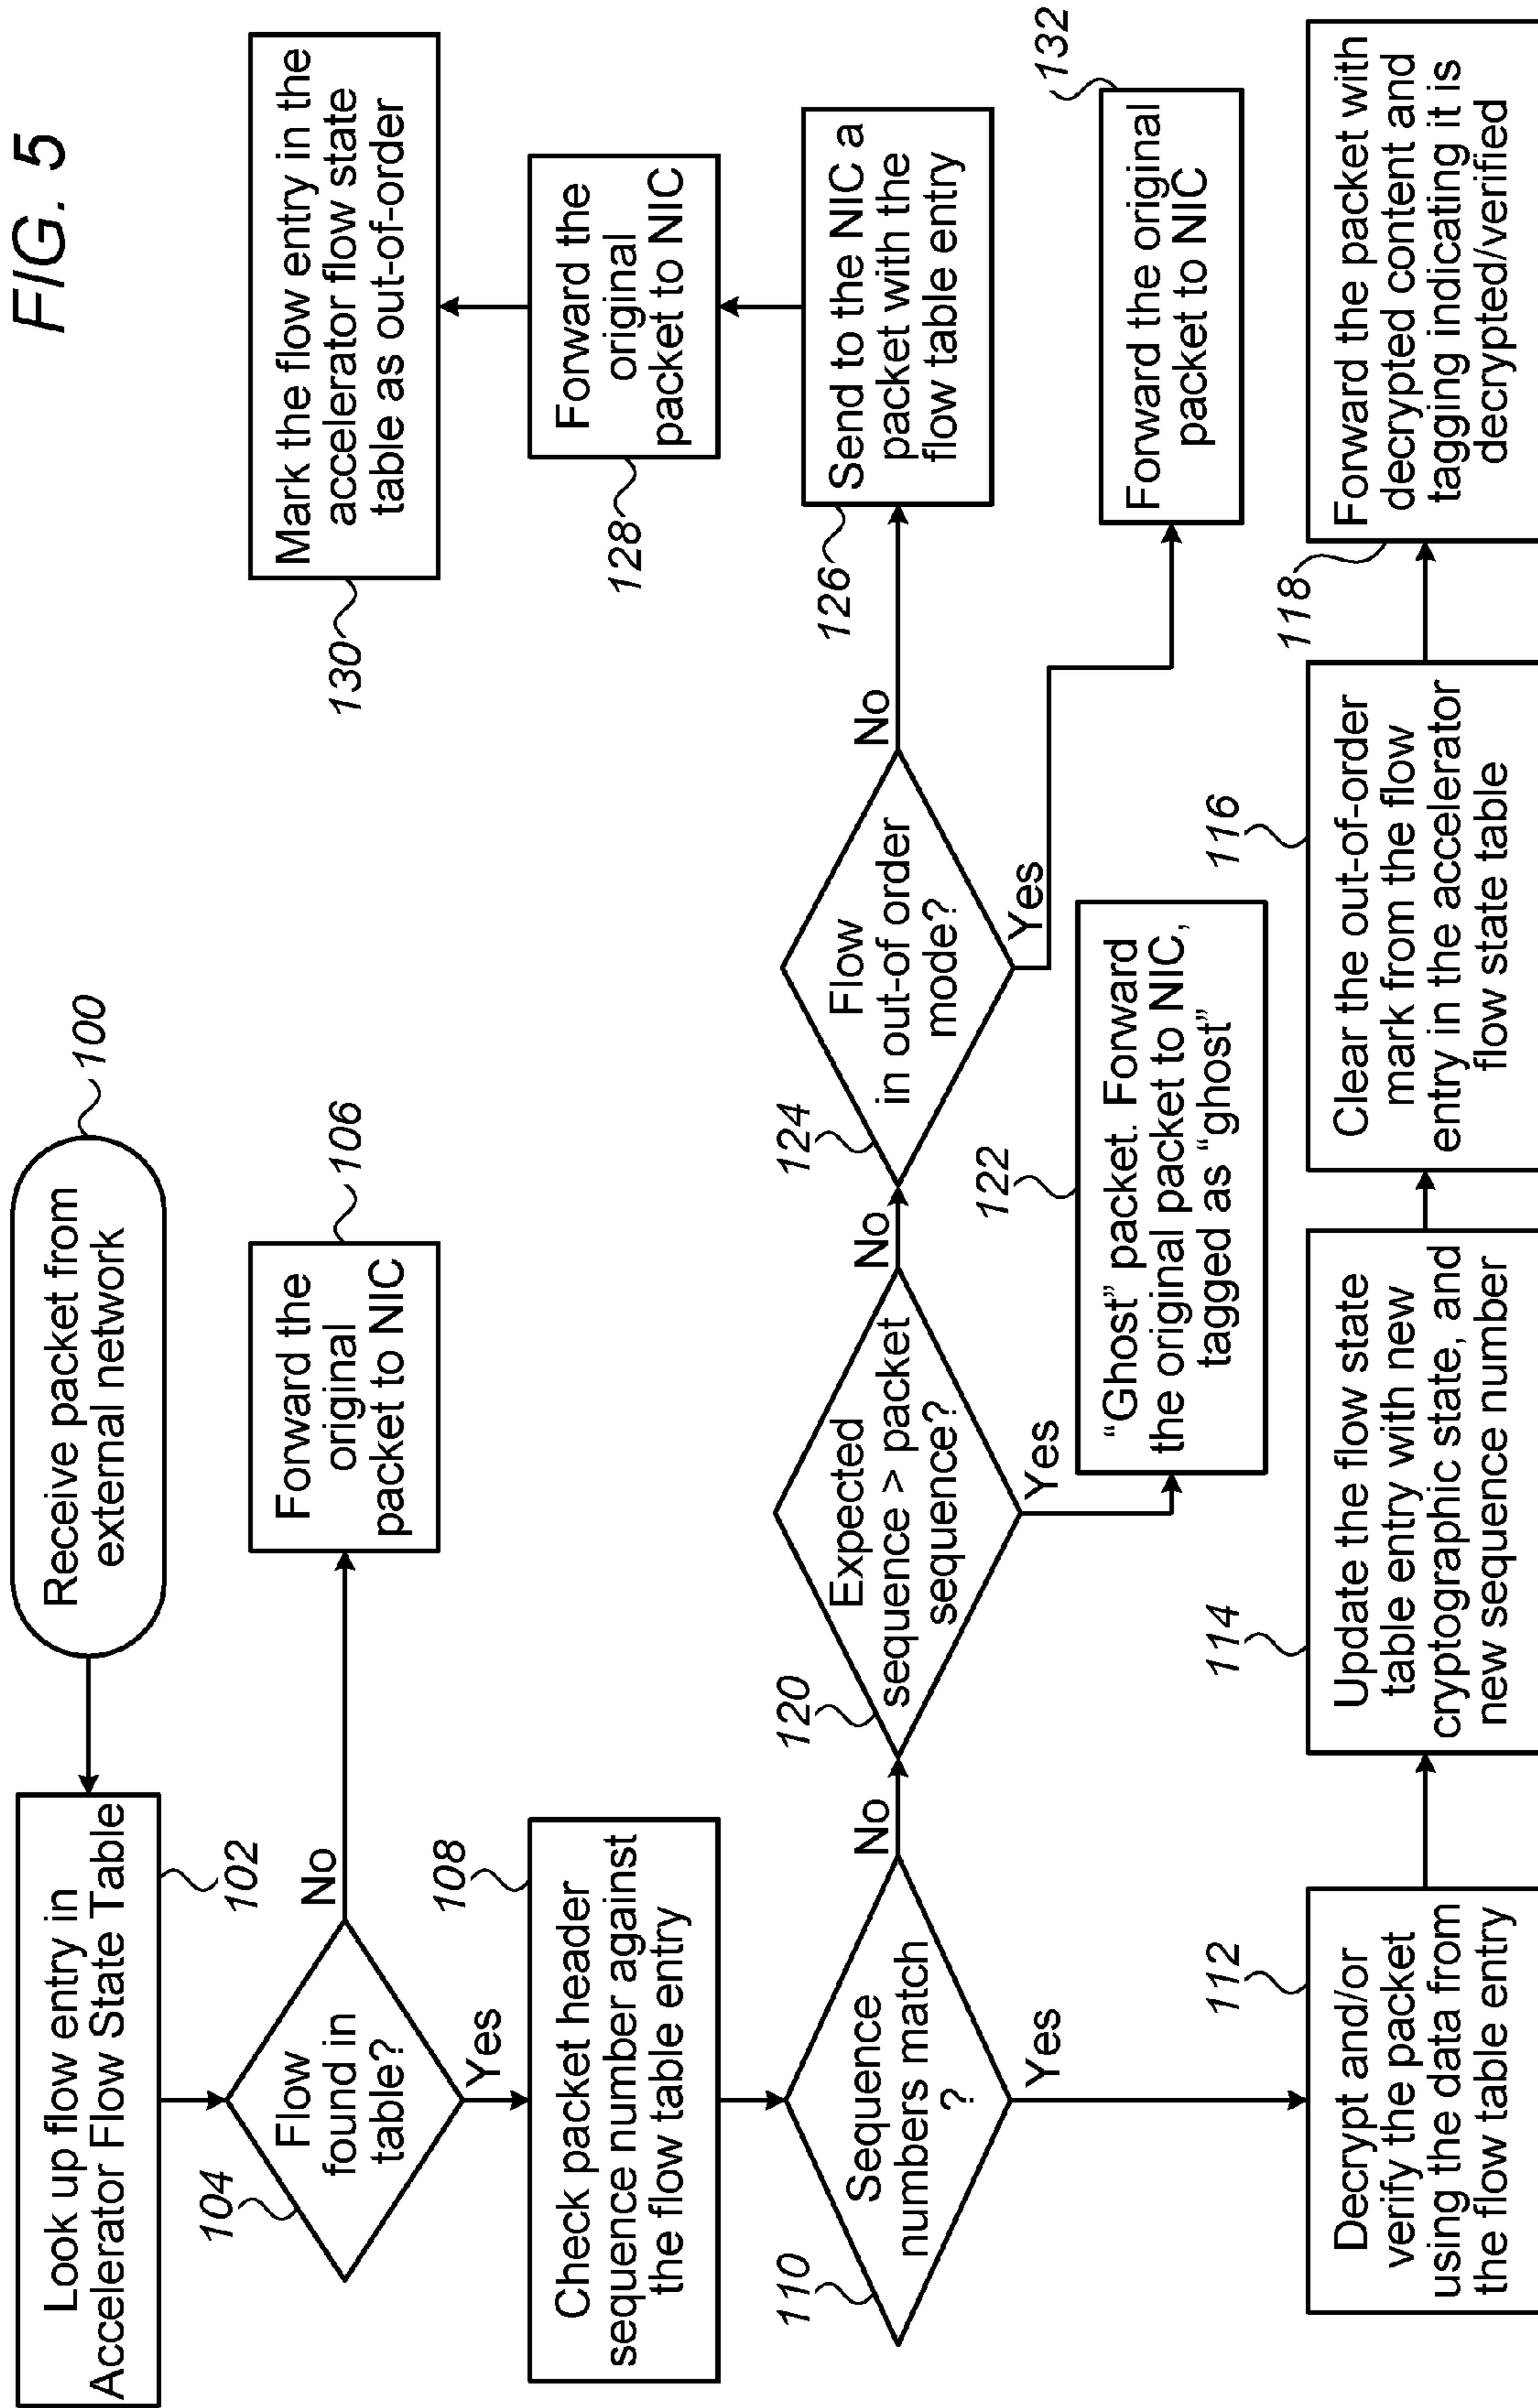 FIG. 5
Receive packet from
external network
100
Look up flow entry in
Accelerator Flow State Table
102
Flow
found in
table?
104
No
Yes
Forward the
original
packet to NIC
106
Check packet header
sequence number against
the flow table entry
108
Sequence
numbers match
?
110
No
Yes
Decrypt and/or
verify the packet
using the data from
the flow table entry
112
Update the flow state
table entry with new
cryptographic state, and
new sequence number
114
Clear the out-of-order
mark from the flow
entry in the accelerator
flow state table
116
Forward the packet with
decrypted content and
tagging indicating it is
decrypted/verified
118
Expected
sequence > packet
sequence?
120
No
Yes
“Ghost” packet. Forward
the original packet to NIC,
tagged as “ghost”
122
Flow
in out-of order
mode?
124
No
Yes
Send to the NIC a
packet with the
flow table entry
126
Forward the
original
packet to NIC
128
Mark the flow entry in the
accelerator flow state
table as out-of-order
130
Forward the original
packet to NIC
132